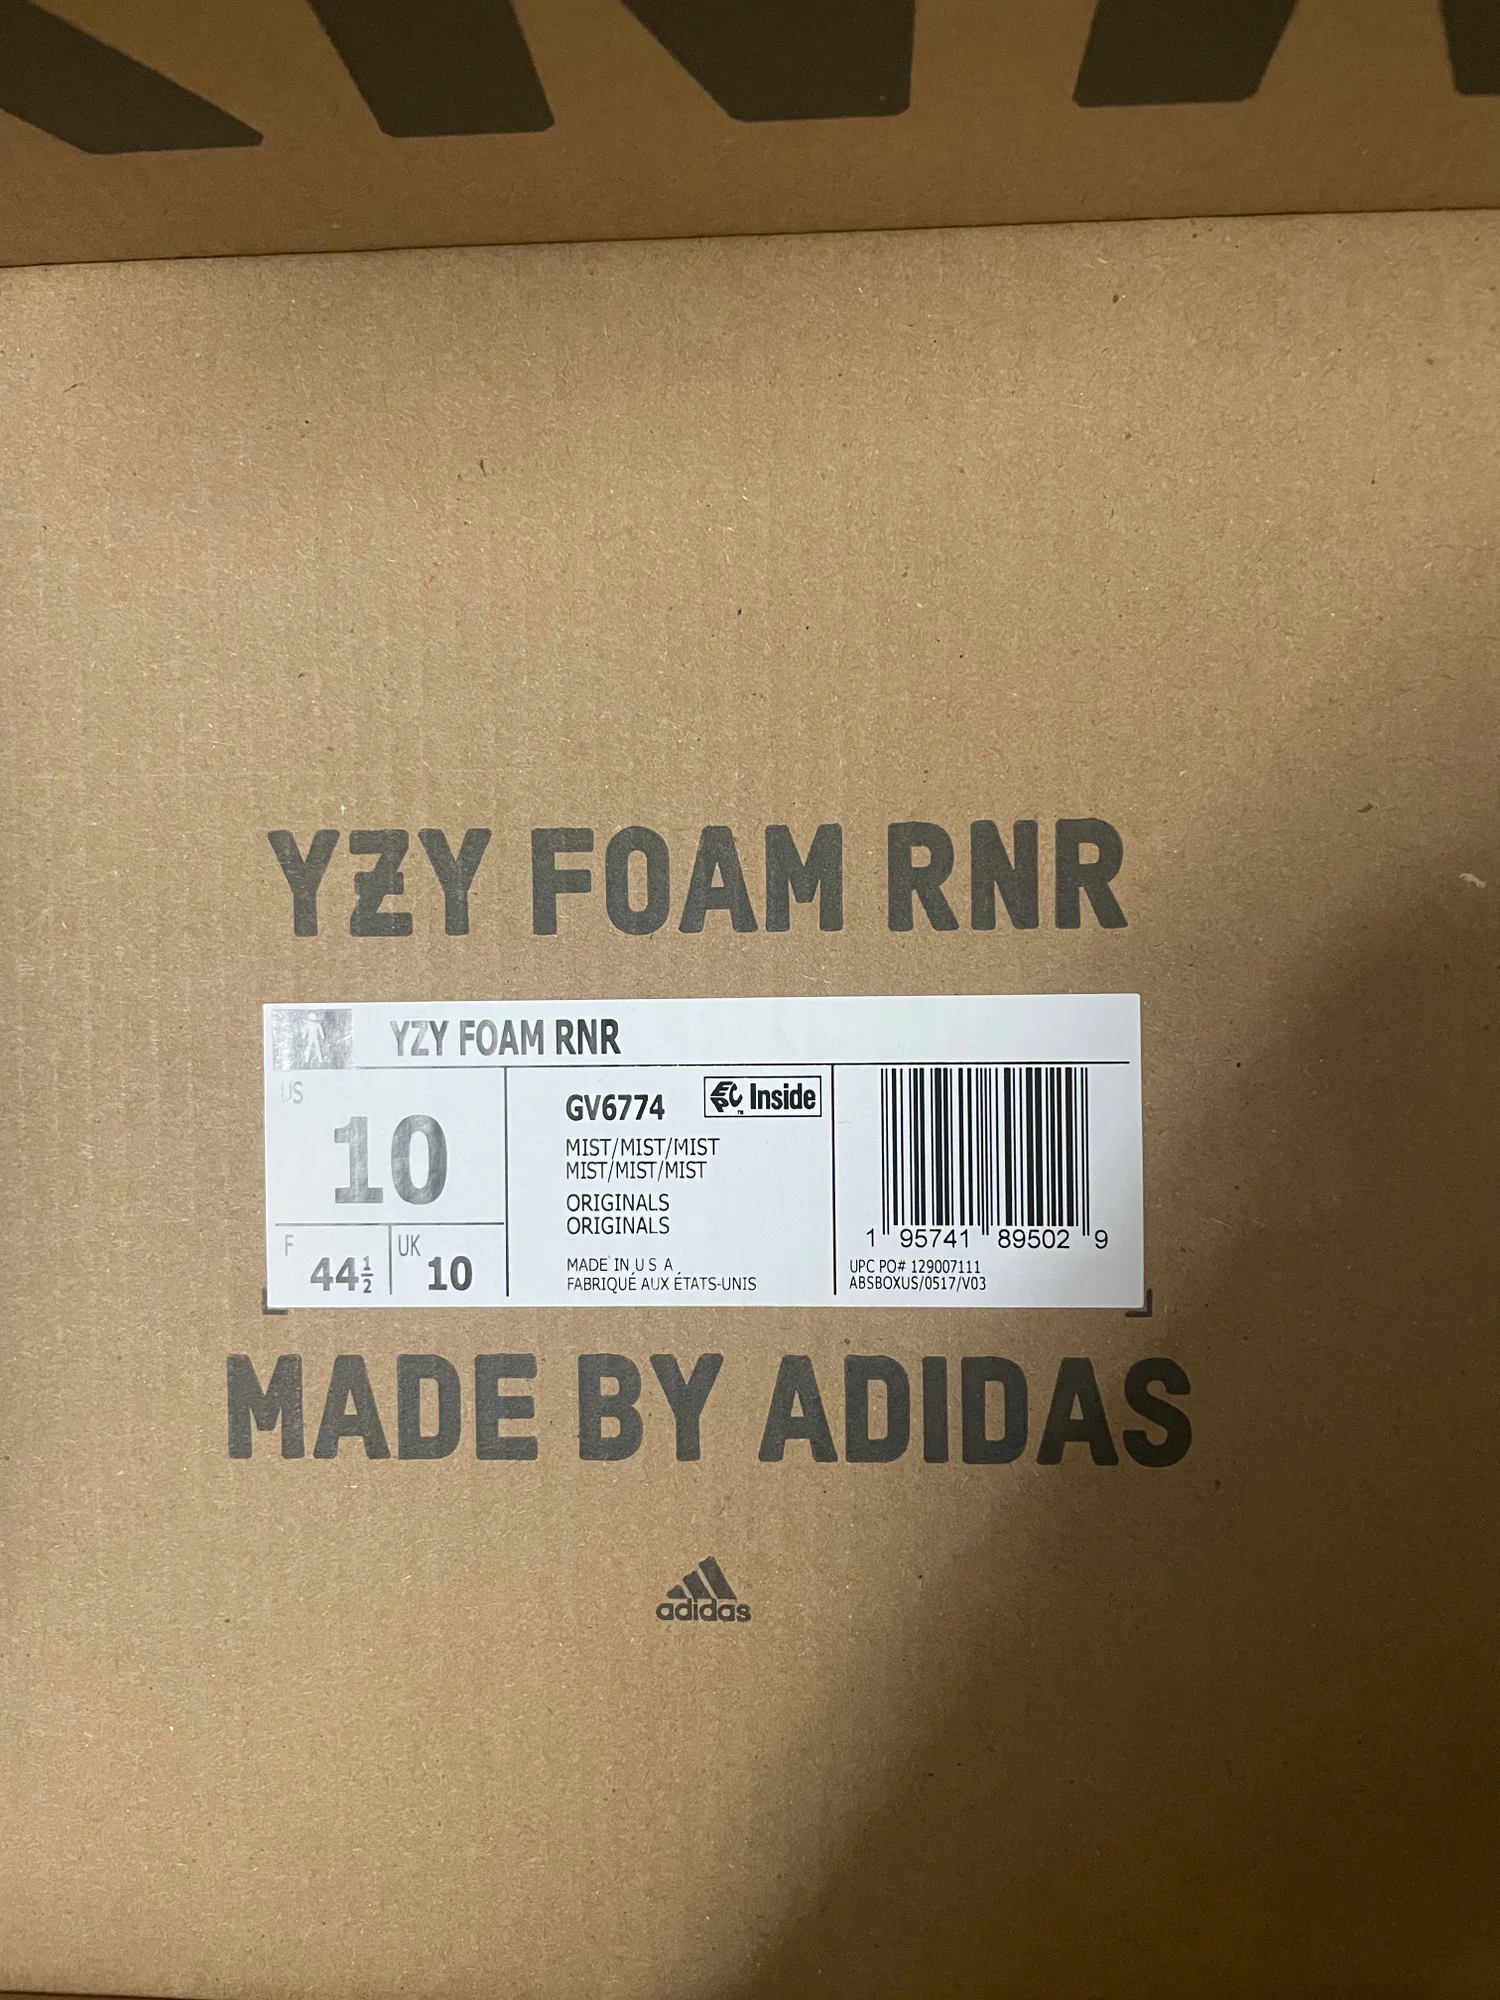 YZY FOAM RNR
YZY FOAM RNR
US
10
F
44½
UK
10
GV6774
EPC Inside
™
MIST/MIST/MIST
MIST/MIST/MIST
ORIGINALS
ORIGINALS
MADE IN U S A
FABRIQUÉ AUX ÉTATS-UNIS
1 95741 89502 9
UPC PO# 129007111
ABSBOXUS/0517/V03
MADE BY ADIDAS
adidas